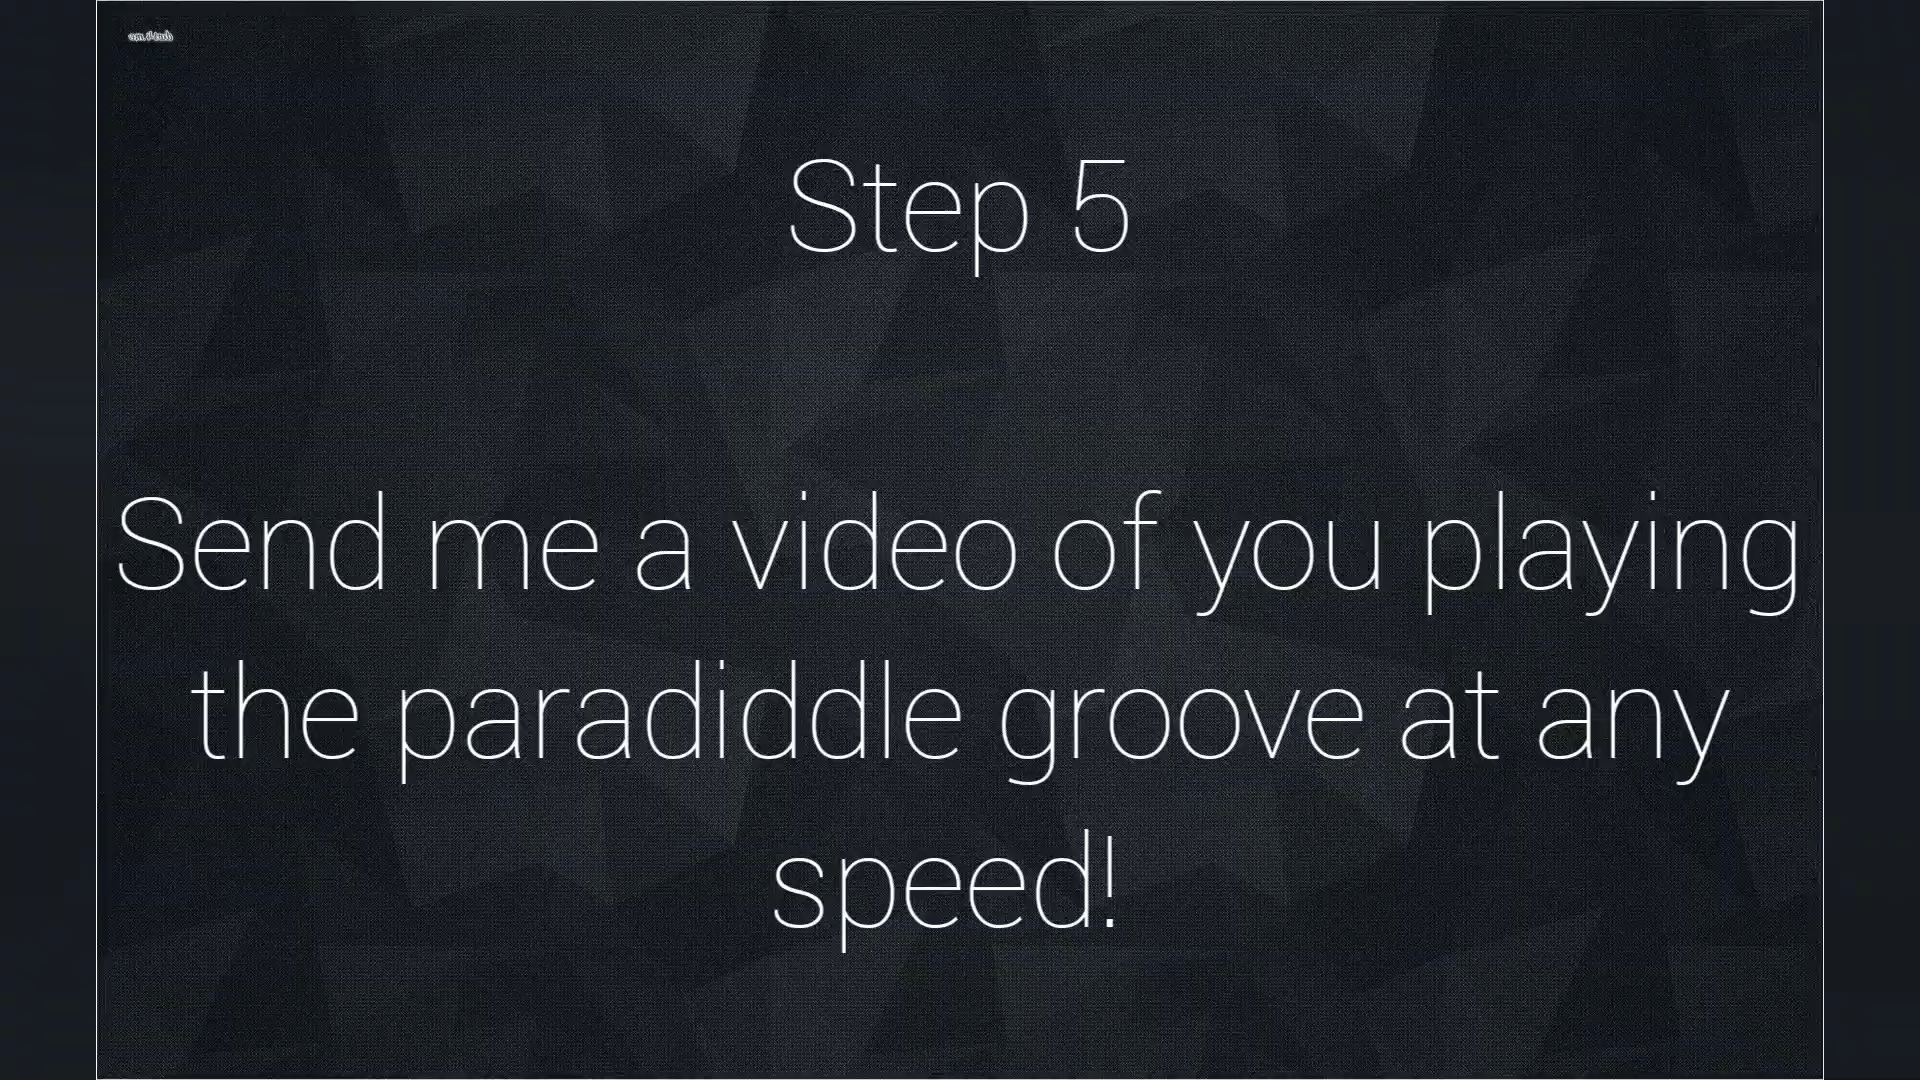 Step 5
Send me a video of you playing
the paradiddle groove at any
speed!